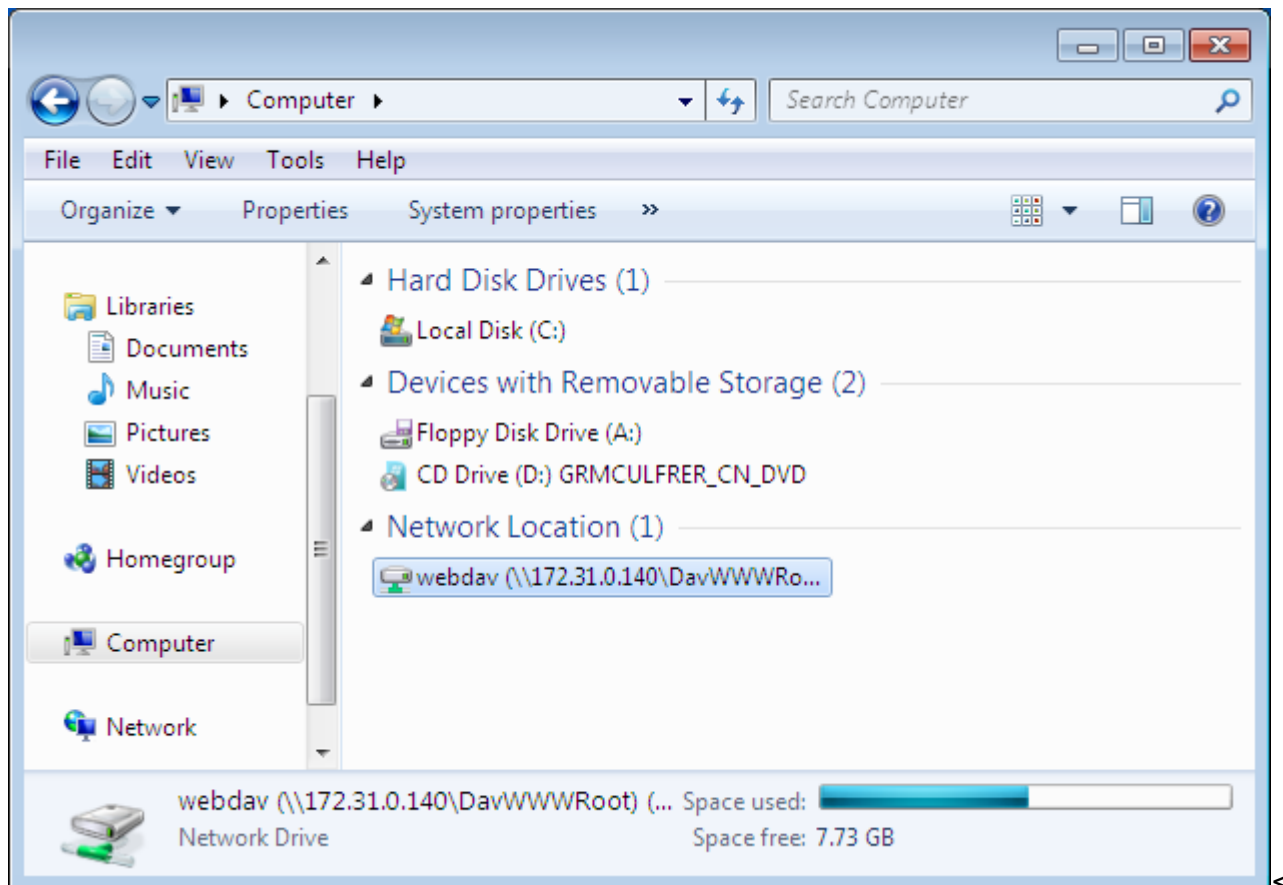 Computer
Search Computer
File Edit View Tools Help
Organize Properties System properties »
Libraries
Documents
Music
Pictures
Videos
Homegroup
Computer
Network
Hard Disk Drives (1)
Local Disk (C:)
Devices with Removable Storage (2)
Floppy Disk Drive (A:)
CD Drive (D:) GRMCULFRER_CN_DVD
Network Location (1)
webdav (\\172.31.0.140\DavWWWRo...
webdav (\\172.31.0.140\DavWWWRoot) (... Space used:
Network Drive Space free: 7.73 GB
<